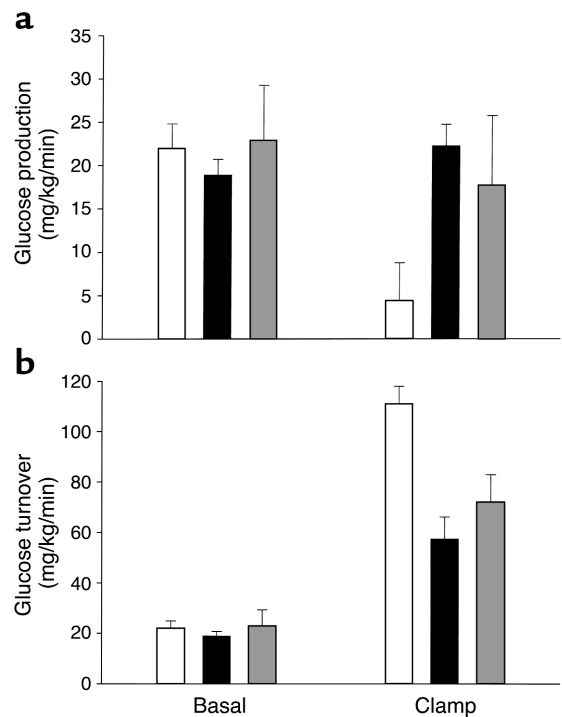 a
Glucose production
(mg/kg/min)
35
30
25
20
15
10
5
0
b
Glucose turnover
(mg/kg/min)
120
100
80
60
40
20
0
Basal Clamp